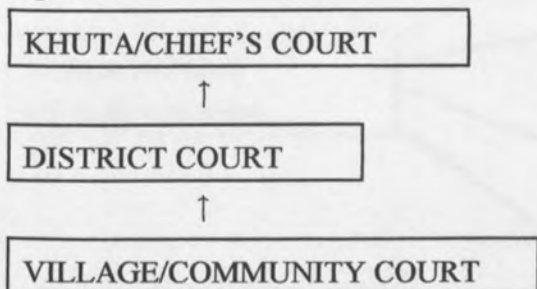 KHUTA/CHIEF'S COURT
↑
DISTRICT COURT
↑
VILLAGE/COMMUNITY COURT